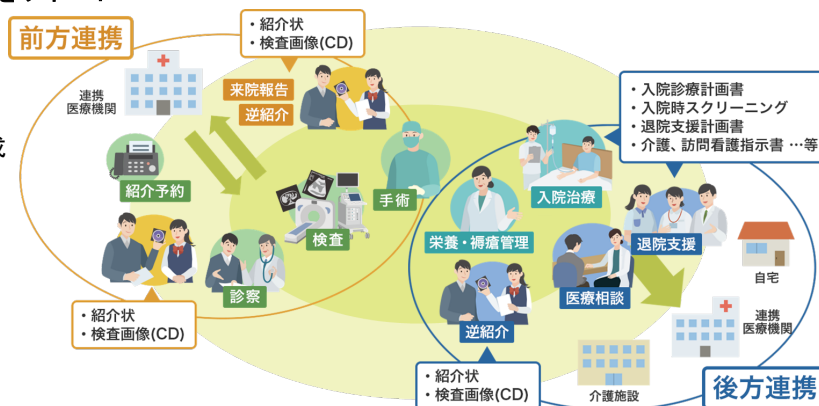 前方連携
・紹介状
・検査画像(CD)
連携
医療機関
来院報告
逆紹介
紹介予約
手術
検査
診察
・紹介状
・検査画像(CD)
・入院診療計画書
・入院時スクリーニング
・退院支援計画書
・介護、訪問看護指示書 …等
入院治療
栄養・褥瘡管理
退院支援
医療相談
逆紹介
自宅
連携
医療機関
介護施設
・紹介状
・検査画像(CD)
後方連携